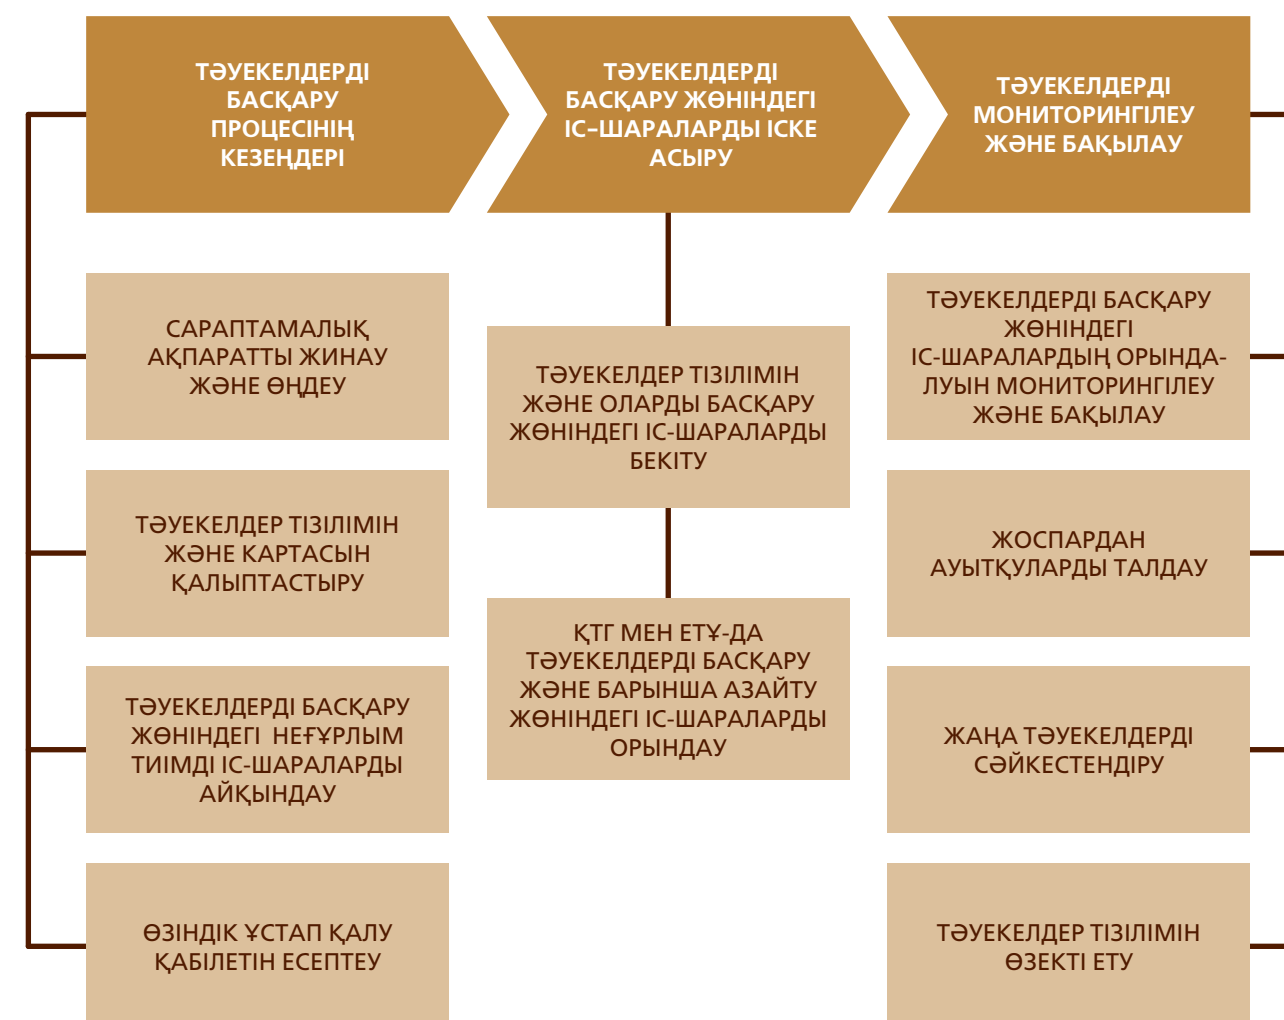 ТӘУЕКЕЛДЕРДІ
БАСҚАРУ
ПРОЦЕСІНІҢ
КЕЗЕҢДЕРІ
САРАПТАМАЛЫҚ
АҚПАРАТТЫ ЖИНАУ
ЖӘНЕ ӨҢДЕУ
ТӘУЕКЕЛДЕР ТІЗІЛІМІН
ЖӘНЕ КАРТАСЫН
ҚАЛЫПТАСТЫРУ
ТӘУЕКЕЛДЕРДІ БАСҚАРУ
ЖӨНІНДЕГІ НЕҒҰРЛЫМ
ТИІМДІ ІС-ШАРАЛАРДЫ
АЙҚЫНДАУ
ӨЗІНДІК ҰСТАП ҚАЛУ
ҚАБІЛЕТІН ЕСЕПТЕУ
ТӘУЕКЕЛДЕРДІ
БАСҚАРУ ЖӨНІНДЕГІ
ІС-ШАРАЛАРДЫ ІСКЕ
АСЫРУ
ТӘУЕКЕЛДЕР ТІЗІЛІМІН
ЖӘНЕ ОЛАРДЫ БАСҚАРУ
ЖӨНІНДЕГІ ІС-ШАРАЛАРДЫ
БЕКІТУ
ҚТГ МЕН ЕТҰ-ДА
ТӘУЕКЕЛДЕРДІ БАСҚАРУ
ЖӘНЕ БАРЫНША АЗАЙТУ
ЖӨНІНДЕГІ ІС-ШАРАЛАРДЫ
ОРЫНДАУ
ТӘУЕКЕЛДЕРДІ
МОНИТОРИНГІЛЕУ
ЖӘНЕ БАҚЫЛАУ
ТӘУЕКЕЛДЕРДІ БАСҚАРУ
ЖӨНІНДЕГІ
ІС-ШАРАЛАРДЫҢ ОРЫНДА-
ЛУЫН МОНИТОРИНГІЛЕУ
ЖӘНЕ БАҚЫЛАУ
ЖОСПАРДАН
АУЫТҚУЛАРДЫ ТАЛДАУ
ЖАҢА ТӘУЕКЕЛДЕРДІ
СӘЙКЕСТЕНДІРУ
ТӘУЕКЕЛДЕР ТІЗІЛІМІН
ӨЗЕКТІ ЕТУ